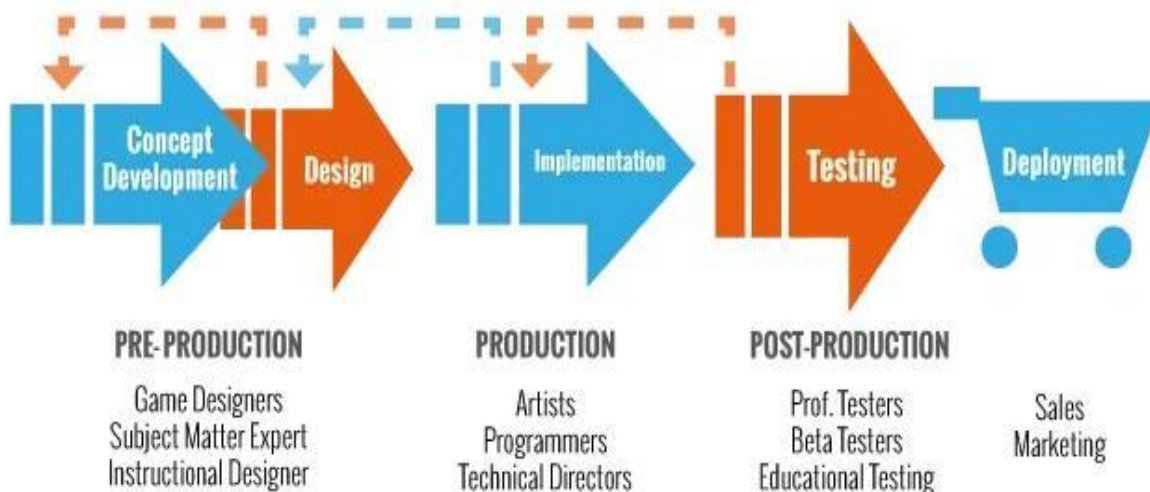 Concept
Development
Design
Implementation
Testing
Deployment
PRE-PRODUCTION
Game Designers
Subject Matter Expert
Instructional Designer
PRODUCTION
Artists
Programmers
Technical Directors
POST-PRODUCTION
Prof. Testers
Beta Testers
Educational Testing
Sales
Marketing